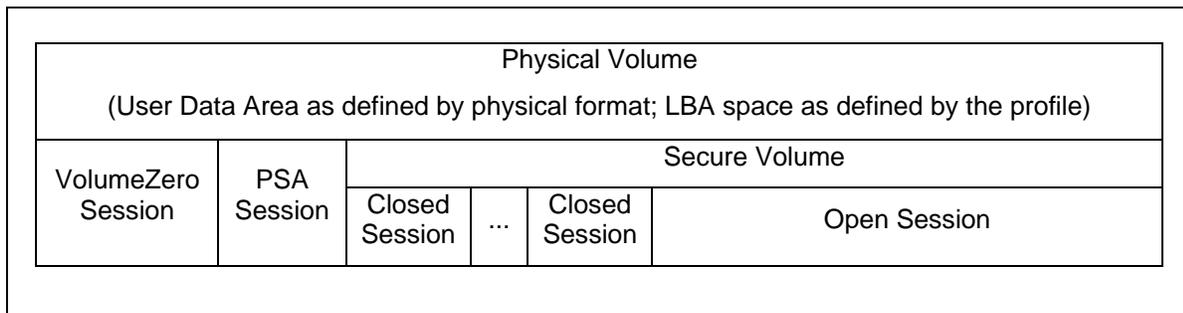 Physical Volume
(User Data Area as defined by physical format; LBA space as defined by the profile)
VolumeZero
Session
PSA
Session
Secure Volume
Closed
Session
...
Closed
Session
Open Session